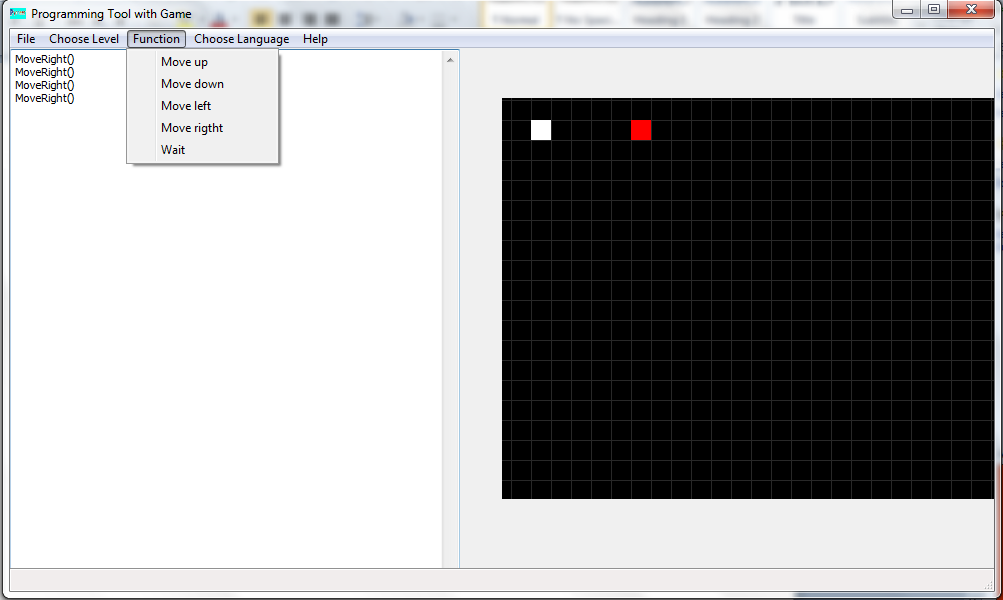 Programming Tool with Game
File Choose Level Function Choose Language Help
MoveRight()
MoveRight()
MoveRight()
MoveRight()
Move up
Move down
Move left
Move rigtht
Wait